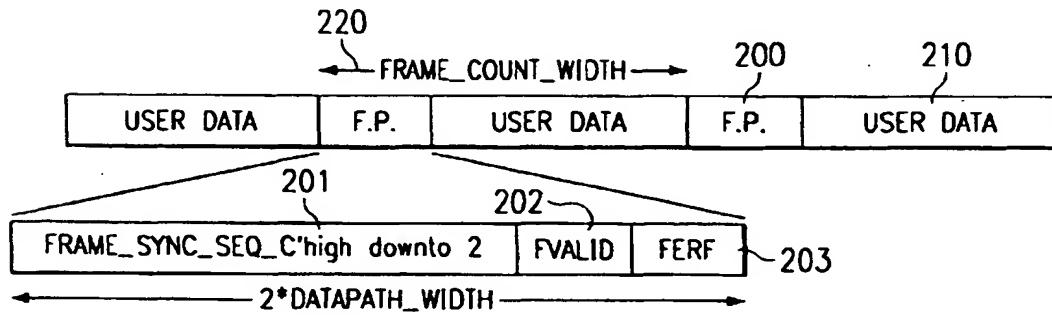 220
FRAME_COUNT_WIDTH
200
210
USER DATA F.P. USER DATA F.P. USER DATA
201
202
FRAME_SYNC_SEQ_C'high downto 2 FVALID FERF
203
2*DATAPATH_WIDTH